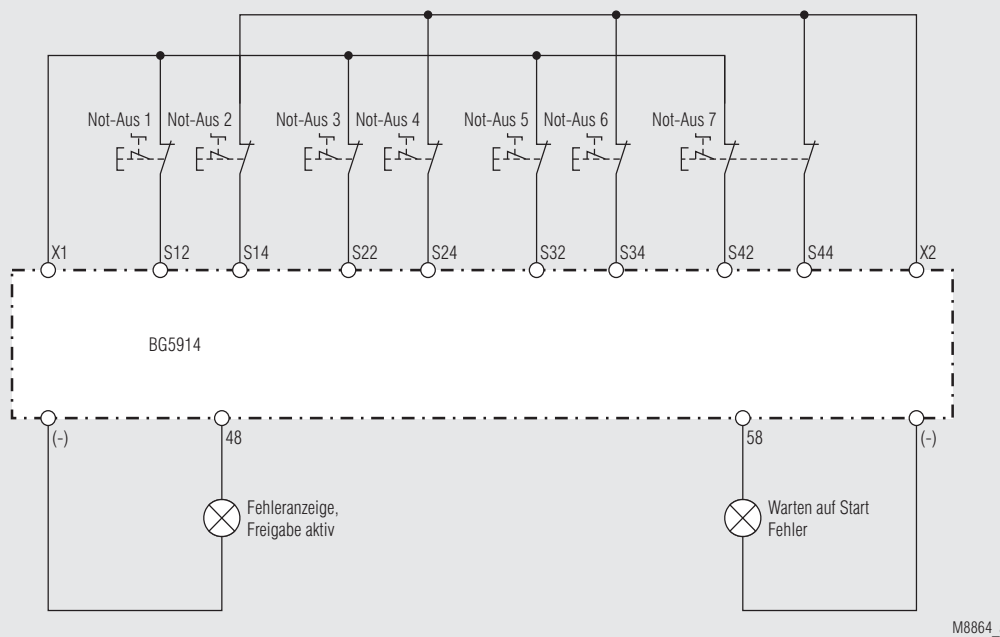 Not-Aus 1
Not-Aus 2
Not-Aus 3
Not-Aus 4
Not-Aus 5
Not-Aus 6
Not-Aus 7
X1
S12
S14
S22
S24
S32
S34
S42
S44
X2
BG5914
(-)
48
58
(-)
Fehleranzeige,
Freigabe aktiv
Warten auf Start
Fehler
M8864_